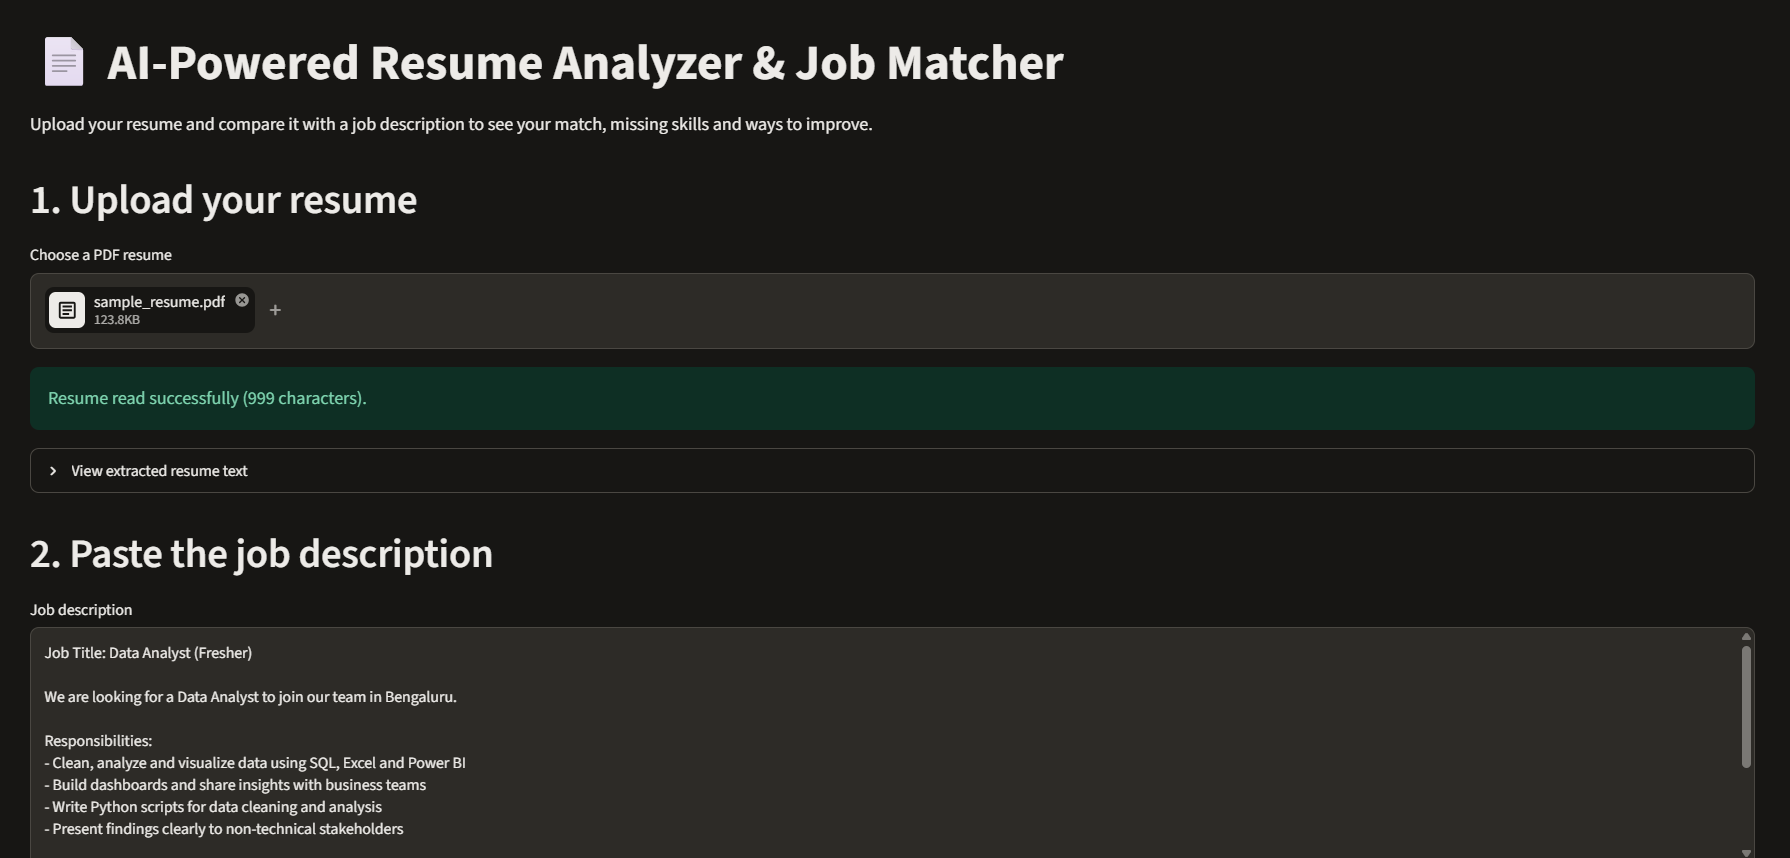 AI-Powered Resume Analyzer & Job Matcher
Upload your resume and compare it with a job description to see your match, missing skills and ways to improve.
1. Upload your resume
Choose a PDF resume
sample_resume.pdf
123.8KB
Resume read successfully (999 characters).
View extracted resume text
2. Paste the job description
Job description
Job Title: Data Analyst (Fresher)
We are looking for a Data Analyst to join our team in Bengaluru.
Responsibilities:
- Clean, analyze and visualize data using SQL, Excel and Power BI
- Build dashboards and share insights with business teams
- Write Python scripts for data cleaning and analysis
- Present findings clearly to non-technical stakeholders